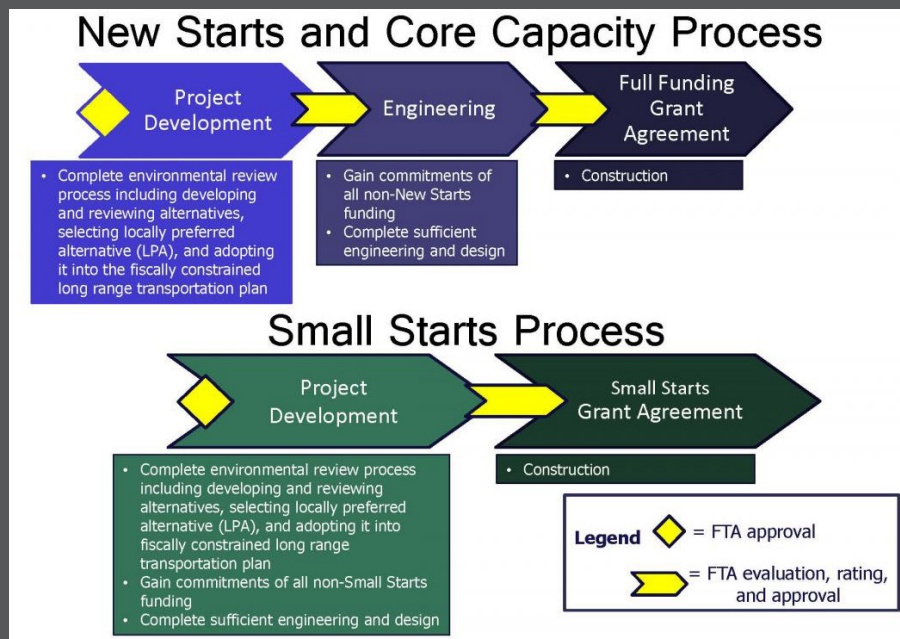 New Starts and Core Capacity Process
Project
Development
Engineering
Full Funding
Grant
Agreement
• Complete environmental review
process including developing
and reviewing alternatives,
selecting locally preferred
alternative (LPA), and adopting
it into the fiscally constrained
long range transportation plan
• Gain commitments of
all non-New Starts
funding
• Complete sufficient
engineering and design
• Construction
Small Starts Process
Project
Development
Small Starts
Grant Agreement
• Complete environmental review process
including developing and reviewing
alternatives, selecting locally preferred
alternative (LPA), and adopting it into
fiscally constrained long range
transportation plan
• Gain commitments of all non-Small Starts
funding
• Complete sufficient engineering and design
• Construction
Legend
= FTA approval
= FTA evaluation, rating,
and approval